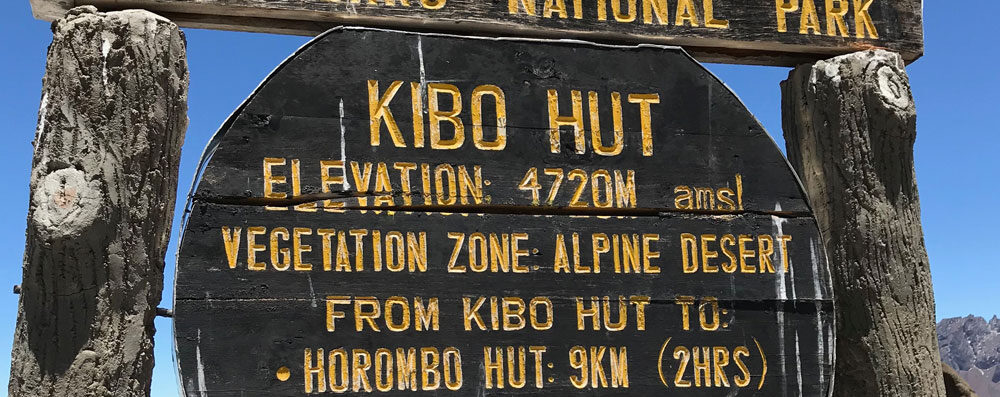 NATIONAL PARK
KIBO HUT
ELEVATION: 4720M amsl
VEGETATION ZONE: ALPINE DESERT
FROM KIBO HUT TO:
• HOROMBO HUT: 9KM (2HRS)